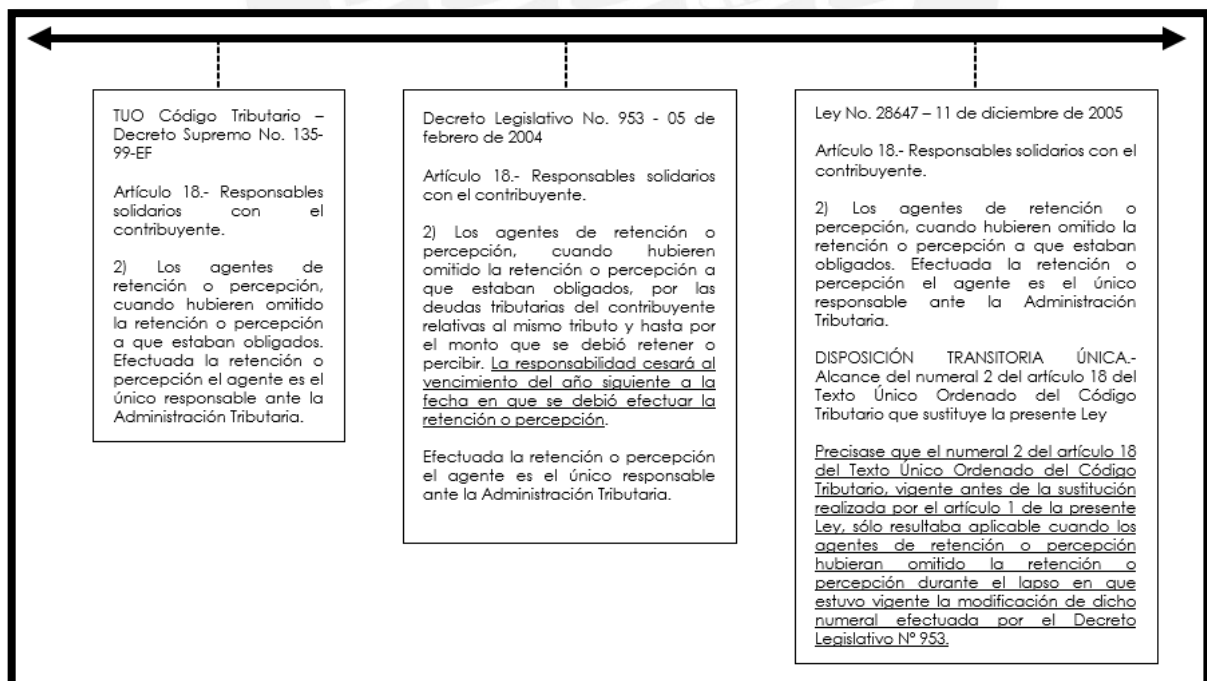 TUO Código Tributario –
Decreto Supremo No. 135-
99-EF
Artículo 18.- Responsables
solidarios con el
contribuyente.
2) Los agentes de
retención o percepción,
cuando hubieren omitido
la retención o percepción
a que estaban obligados.
Efectuada la retención o
percepción el agente es el
único responsable ante la
Administración Tributaria.
Decreto Legislativo No. 953 - 05 de
febrero de 2004
Artículo 18.- Responsables solidarios
con el contribuyente.
2) Los agentes de retención o
percepción, cuando hubieren
omitido la retención o percepción a
que estaban obligados, por las
deudas tributarias del contribuyente
relativas al mismo tributo y hasta por
el monto que se debió retener o
percibir. La responsabilidad cesará al
vencimiento del año siguiente a la
fecha en que se debió efectuar la
retención o percepción.
Efectuada la retención o percepción
el agente es el único responsable
ante la Administración Tributaria.
Ley No. 28647 – 11 de diciembre de 2005
Artículo 18.- Responsables solidarios con el
contribuyente.
2) Los agentes de retención o
percepción, cuando hubieren omitido la
retención o percepción a que estaban
obligados. Efectuada la retención o
percepción el agente es el único
responsable ante la Administración
Tributaria.
DISPOSICIÓN TRANSITORIA ÚNICA.-
Alcance del numeral 2 del artículo 18 del
Texto Único Ordenado del Código
Tributario que sustituye la presente Ley
Precisase que el numeral 2 del artículo 18
del Texto Único Ordenado del Código
Tributario, vigente antes de la sustitución
realizada por el artículo 1 de la presente
Ley, sólo resultaba aplicable cuando los
agentes de retención o percepción
hubieran omitido la retención o
percepción durante el lapso en que
estuvo vigente la modificación de dicho
numeral efectuada por el Decreto
Legislativo Nº 953.